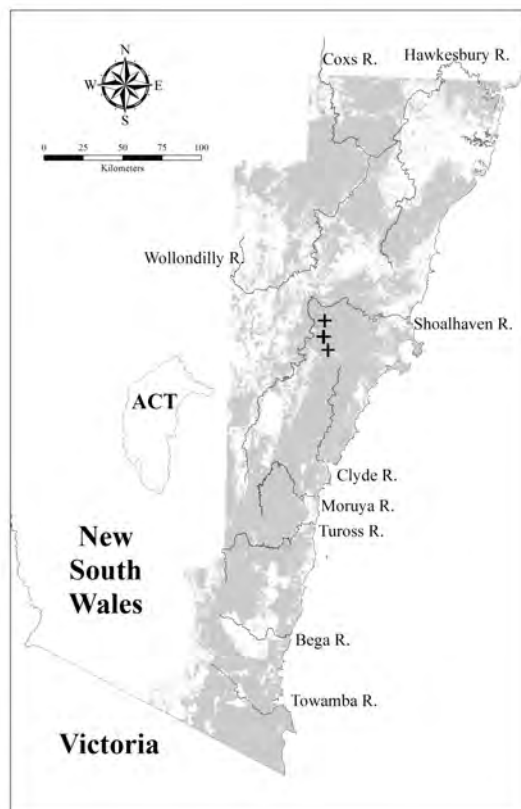 Coxs R.
Hawkesbury R.
N
W E
S
0 25 50 75 100
Kilometers
Wollondilly R.
Shoalhaven R.
ACT
Clyde R.
Moruya R.
Tuross R.
New
South
Wales
Bega R.
Towamba R.
Victoria